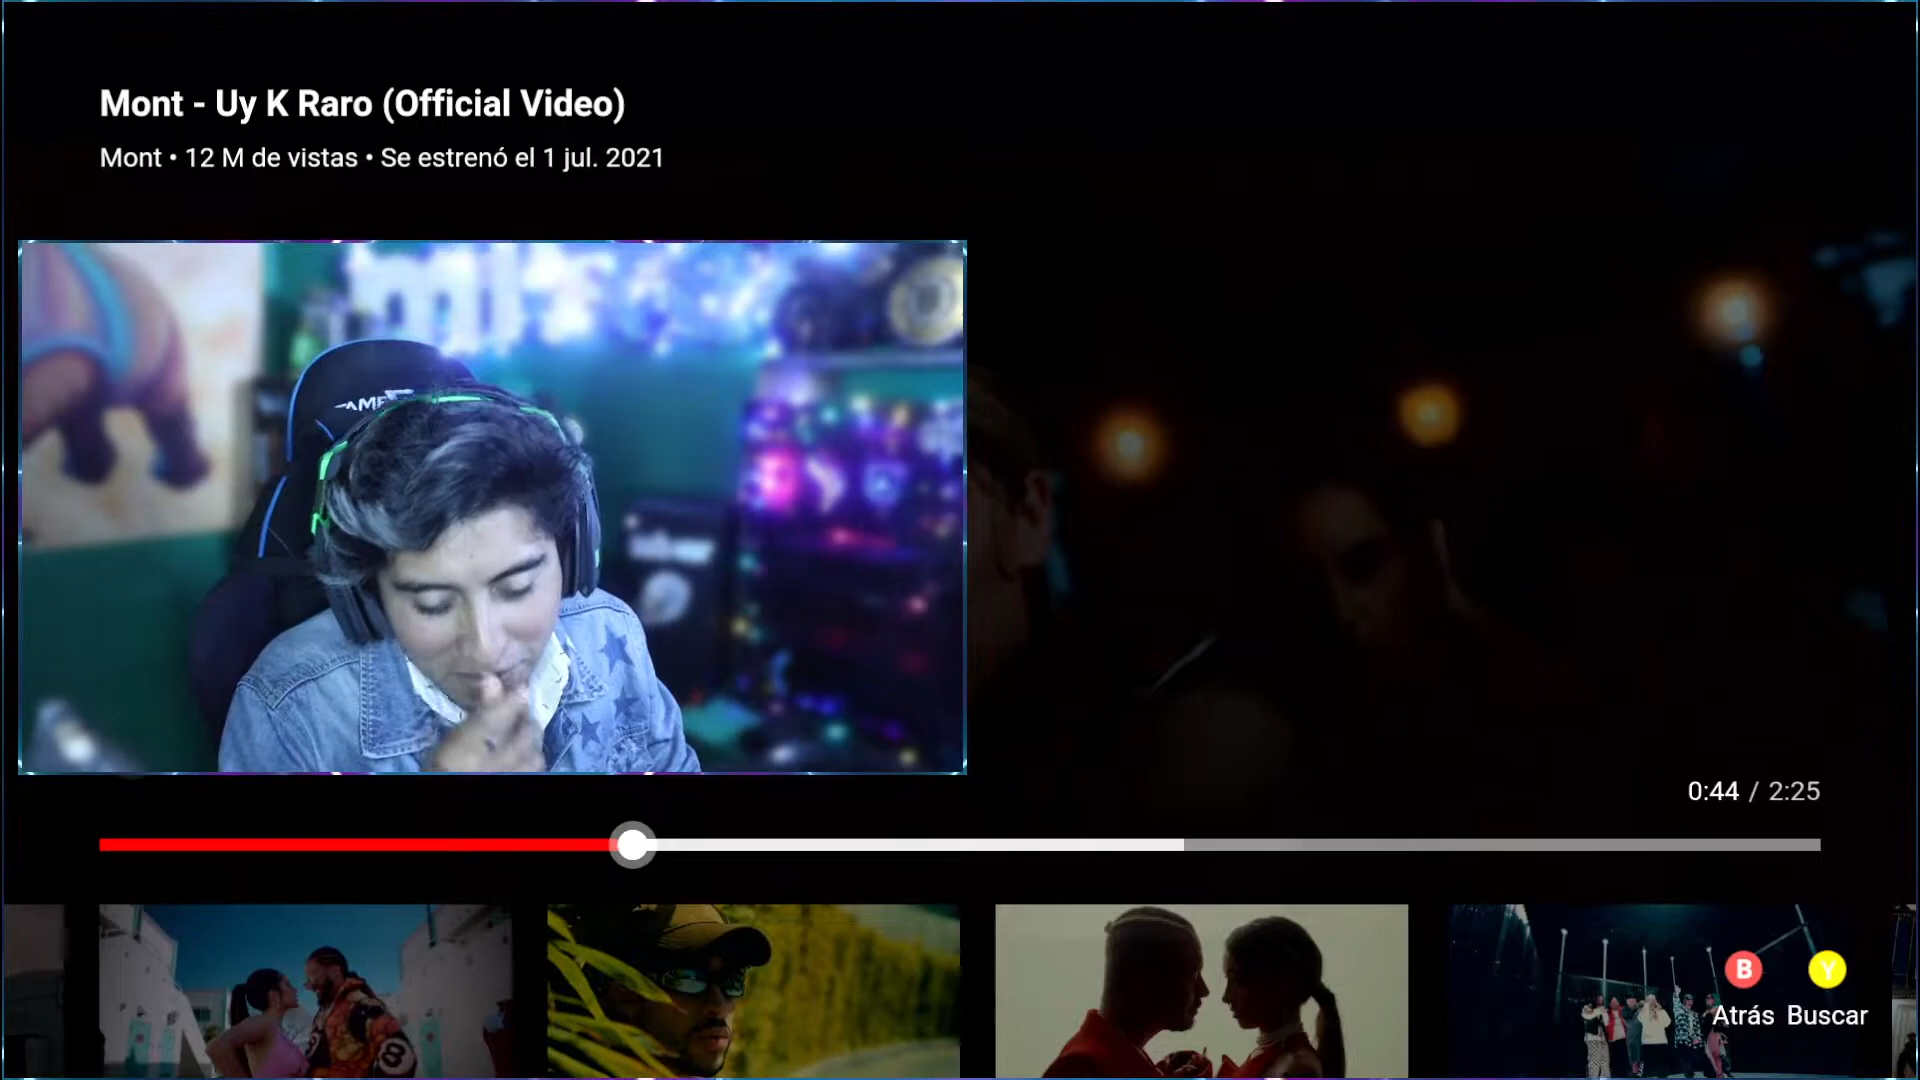 Mont - Uy K Raro (Official Video)
Mont • 12 M de vistas • Se estrenó el 1 jul. 2021
0:44 / 2:25
B Y
Atrás Buscar